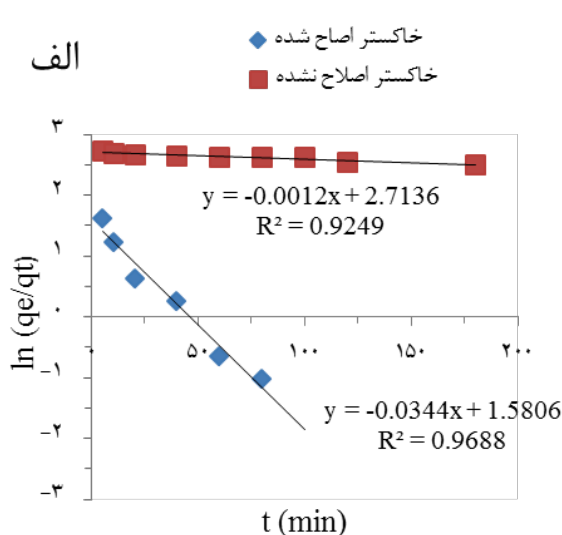 الف
خاکستر اصاح شده
خاکستر اصلاح نشده
۳
۲
۱
۰
-۱
-۲
-۳
۰
۵۰
۱۰۰
۱۵۰
۲۰۰
y = -0.0012x + 2.7136
R² = 0.9249
y = -0.0344x + 1.5806
R² = 0.9688
ln (qe/qt)
t (min)